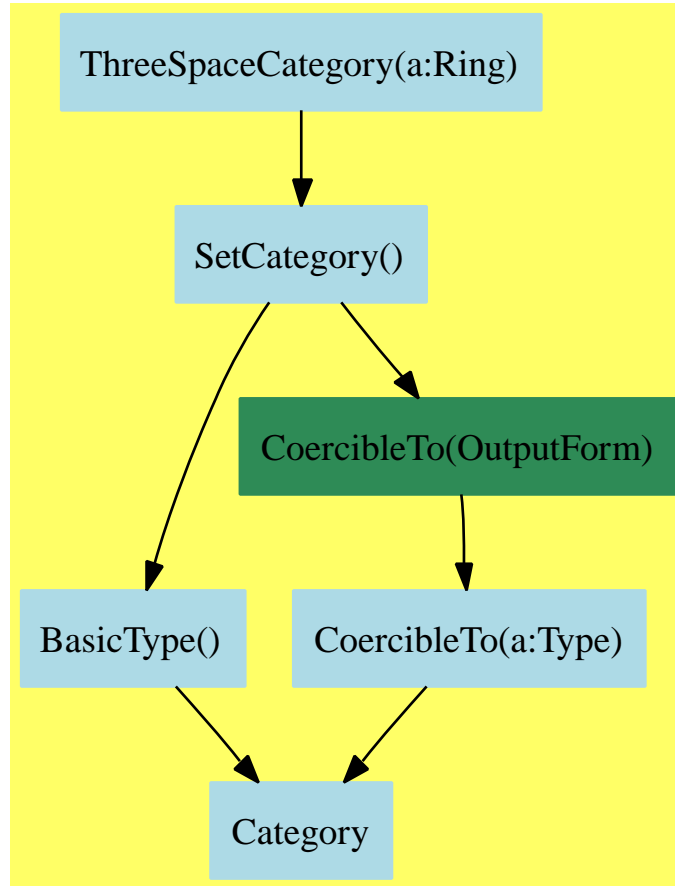 ThreeSpaceCategory(a:Ring)
SetCategory()
CoercibleTo(OutputForm)
BasicType()
CoercibleTo(a:Type)
Category